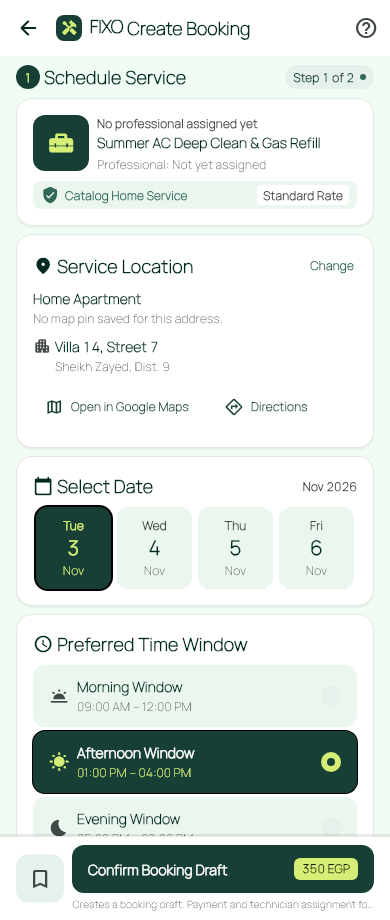 FIXO Create Booking
1 Schedule Service
Step 1 of 2
No professional assigned yet
Summer AC Deep Clean & Gas Refill
Professional: Not yet assigned
Catalog Home Service
Standard Rate
Service Location
Change
Home Apartment
No map pin saved for this address.
Villa 14, Street 7
Sheikh Zayed, Dist. 9
Open in Google Maps
Directions
Select Date
Nov 2026
Tue
3
Nov
Wed
4
Nov
Thu
5
Nov
Fri
6
Nov
Preferred Time Window
Morning Window
09:00 AM – 12:00 PM
Afternoon Window
01:00 PM – 04:00 PM
Evening Window
Confirm Booking Draft
350 EGP
Creates a booking draft. Payment and technician assignment fo...